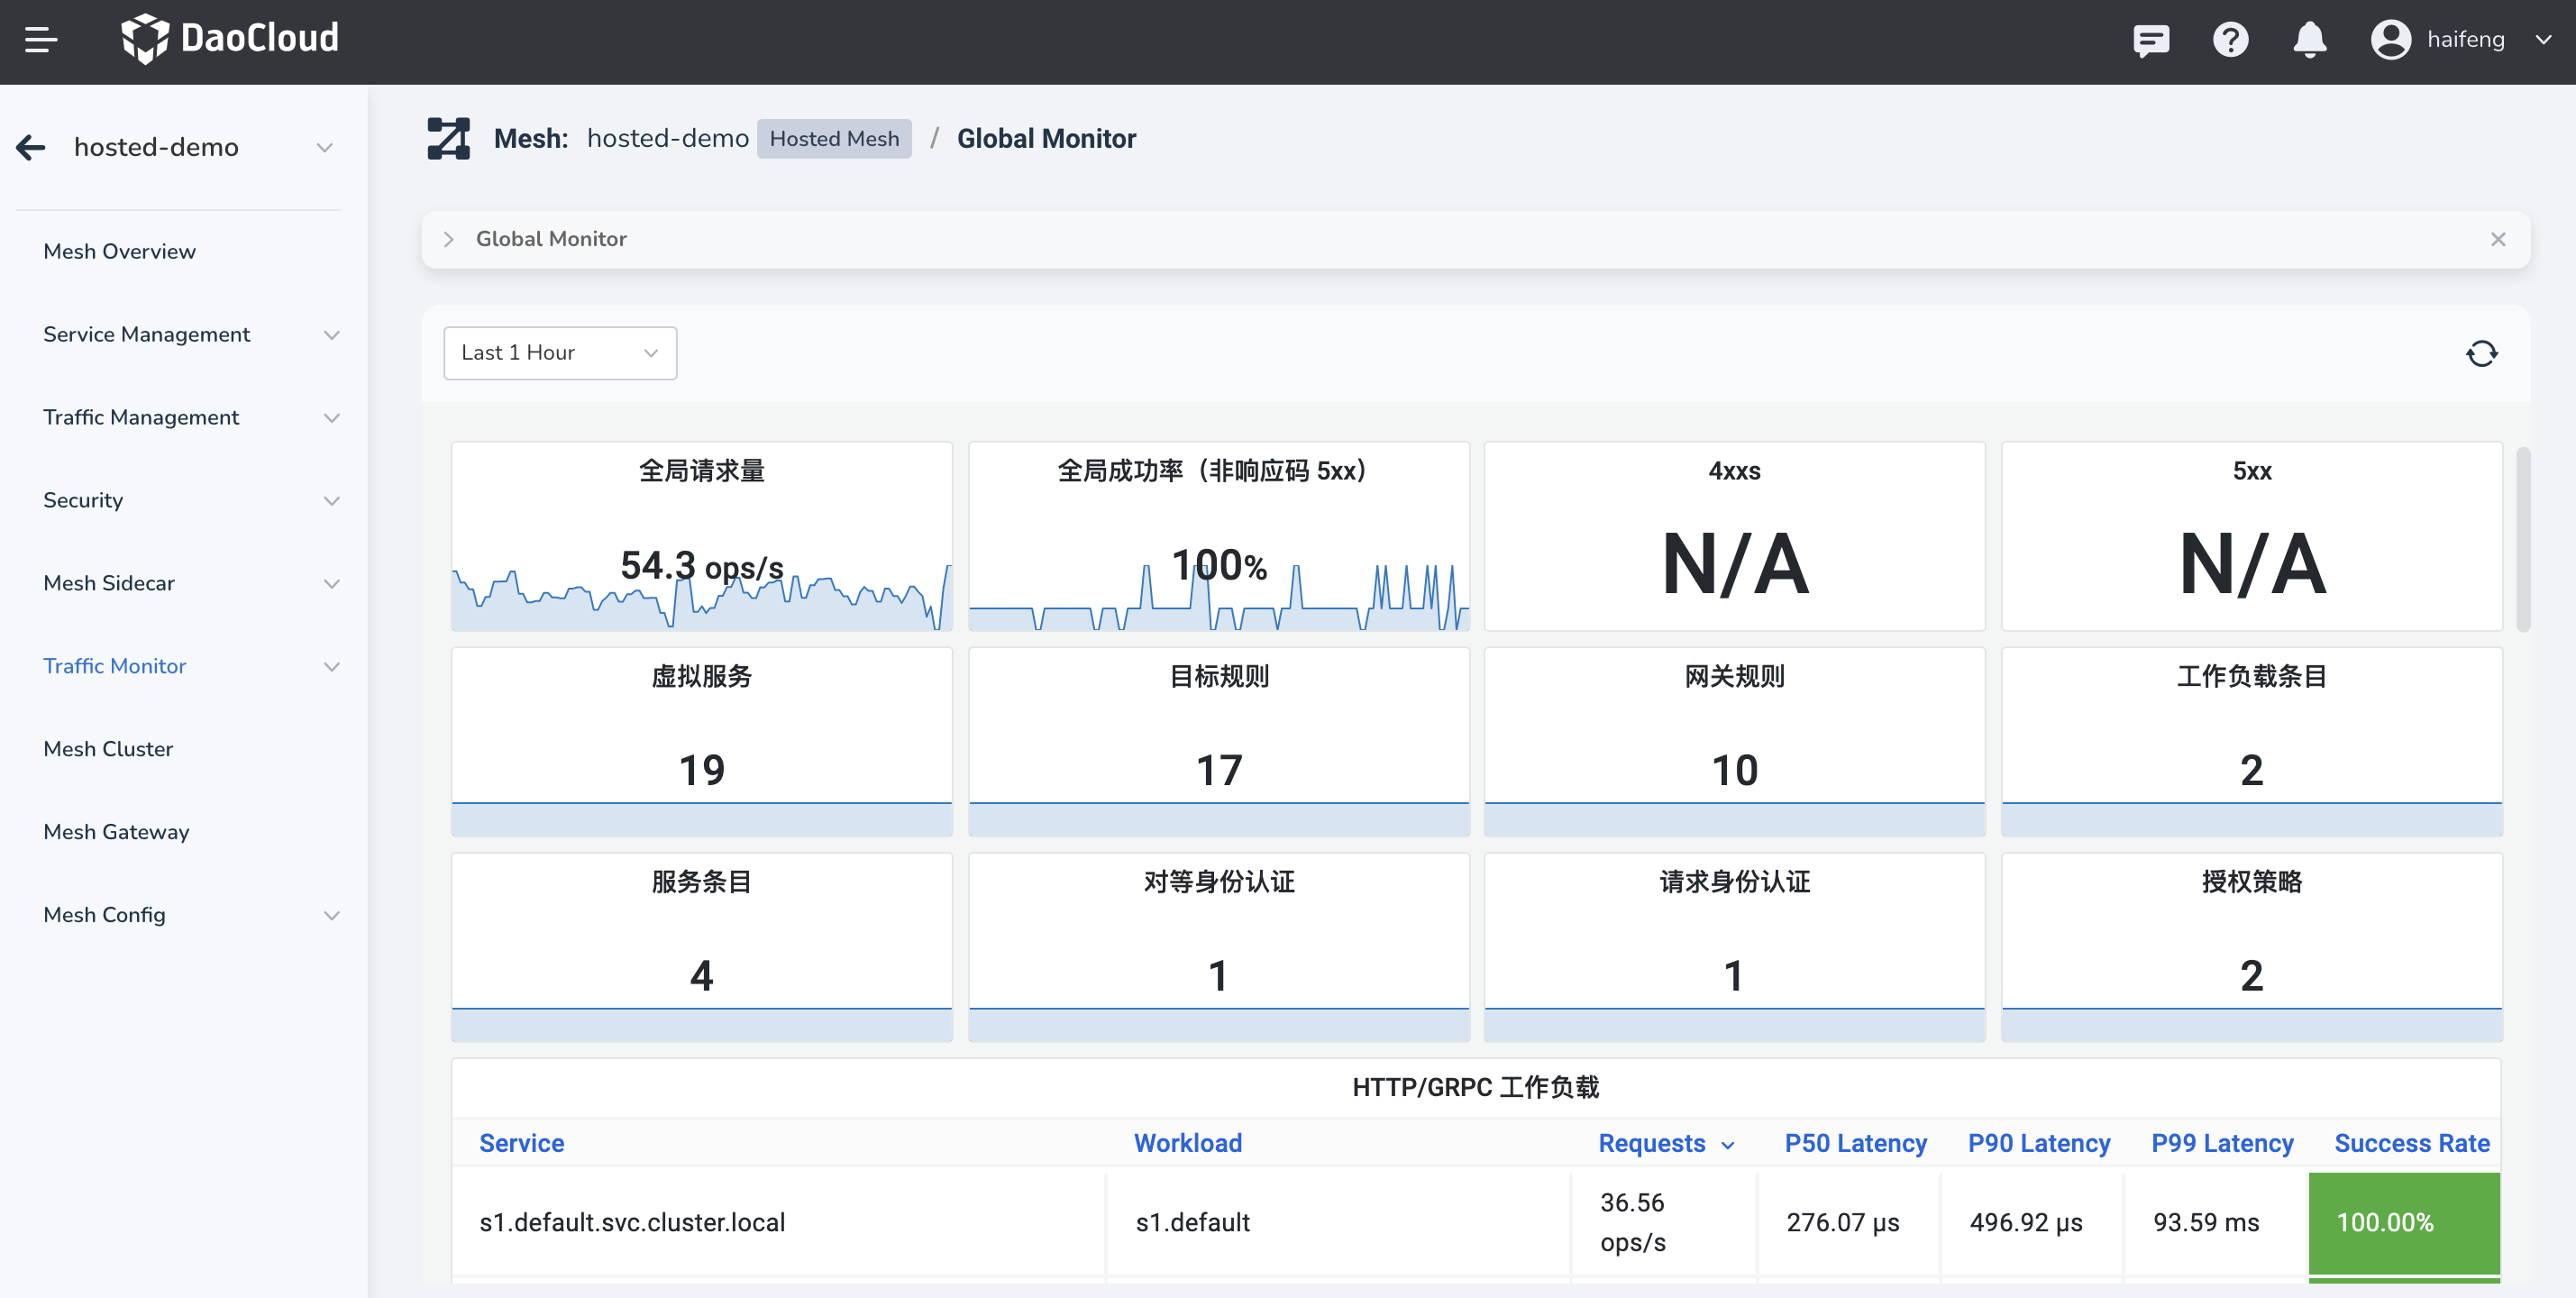 DaoCloud
haifeng
hosted-demo
Mesh Overview
Service Management
Traffic Management
Security
Mesh Sidecar
Traffic Monitor
Mesh Cluster
Mesh Gateway
Mesh Config
Mesh: hosted-demo Hosted Mesh / Global Monitor
Global Monitor
Last 1 Hour
全局请求量
54.3 ops/s
全局成功率（非响应码 5xx）
100%
4xxs
N/A
5xx
N/A
虚拟服务
19
目标规则
17
网关规则
10
工作负载条目
2
服务条目
4
对等身份认证
1
请求身份认证
1
授权策略
2
HTTP/GRPC 工作负载
Service Workload Requests P50 Latency P90 Latency P99 Latency Success Rate
s1.default.svc.cluster.local s1.default 36.56 ops/s 276.07 µs 496.92 µs 93.59 ms 100.00%